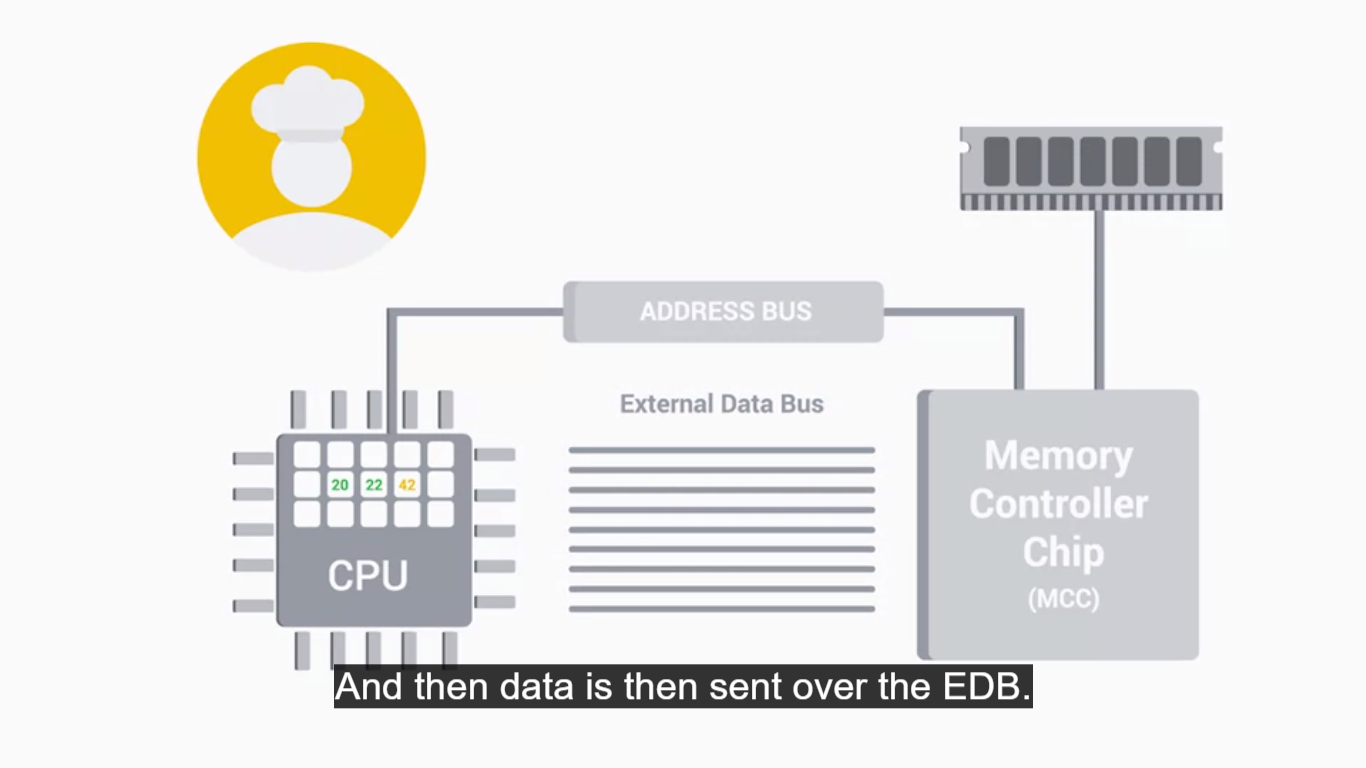 ADDRESS BUS
External Data Bus
20 22 42
CPU
Memory
Controller
Chip
(MCC)
And then data is then sent over the EDB.